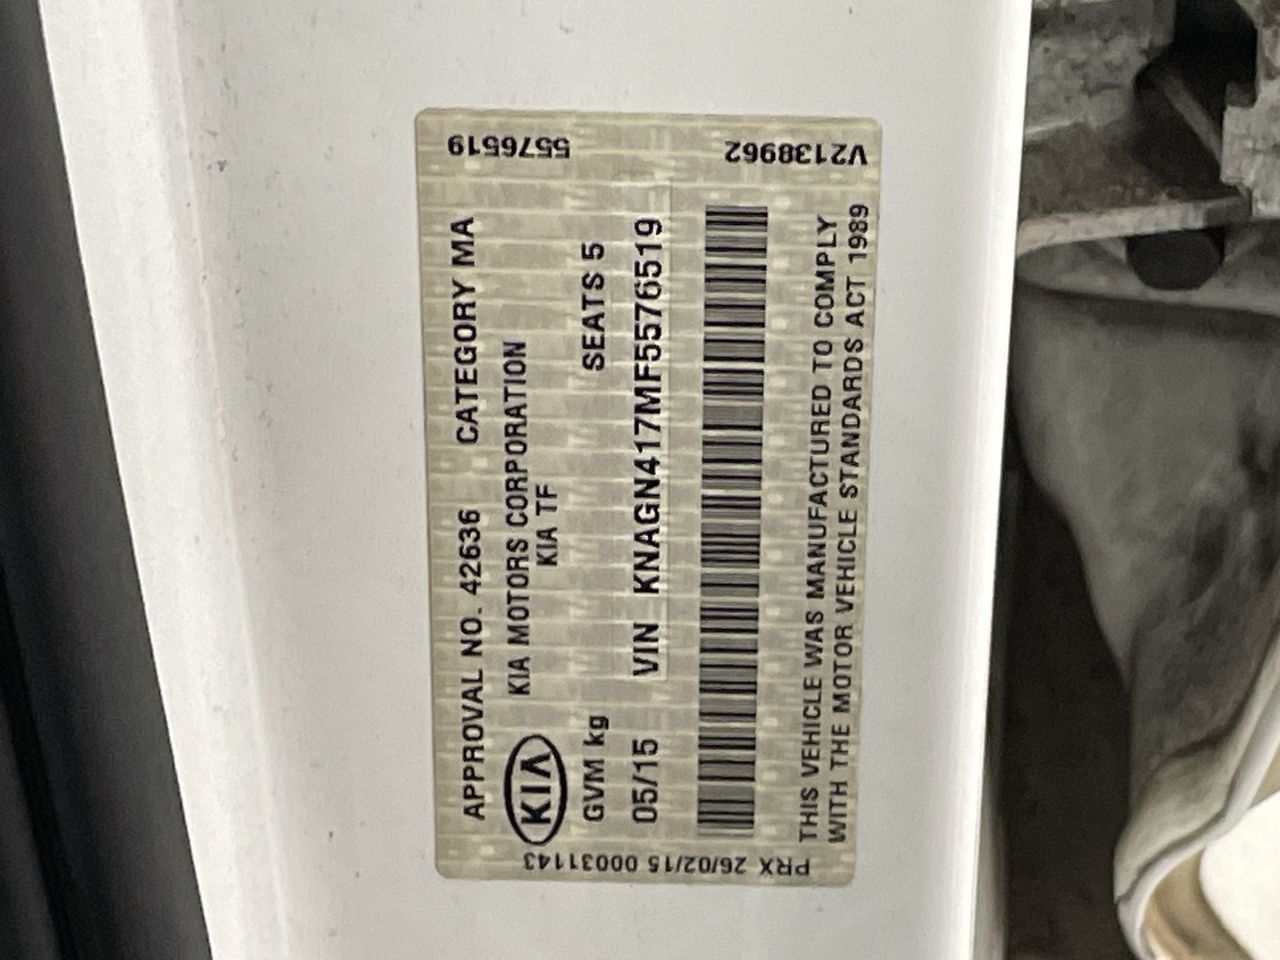 APPROVAL NO. 42636 CATEGORY MA
KIA MOTORS CORPORATION
KIA
KIA TF
GVM kg SEATS 5
05/15 VIN KNAGN417MF5576519
THIS VEHICLE WAS MANUFACTURED TO COMPLY
WITH THE MOTOR VEHICLE STANDARDS ACT 1989
5576519
V2138962
PRX 26/02/15 00031143